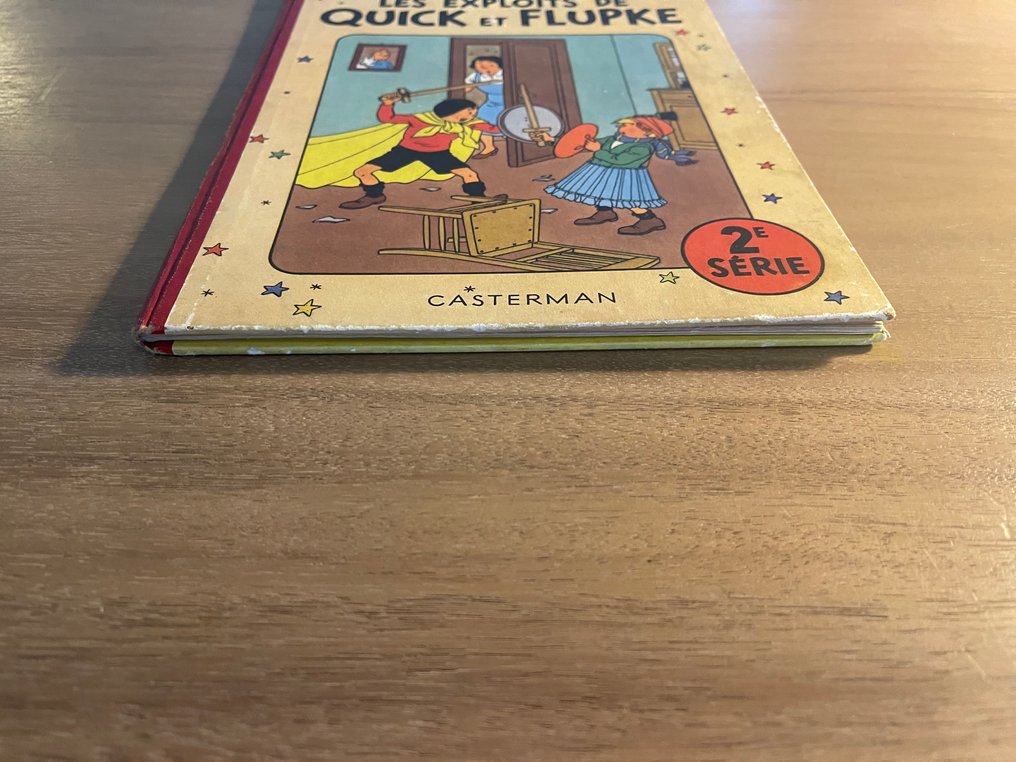 LES EXPLOITS DE
QUICK ET FLUPKE
2E
SÉRIE
CASTERMAN